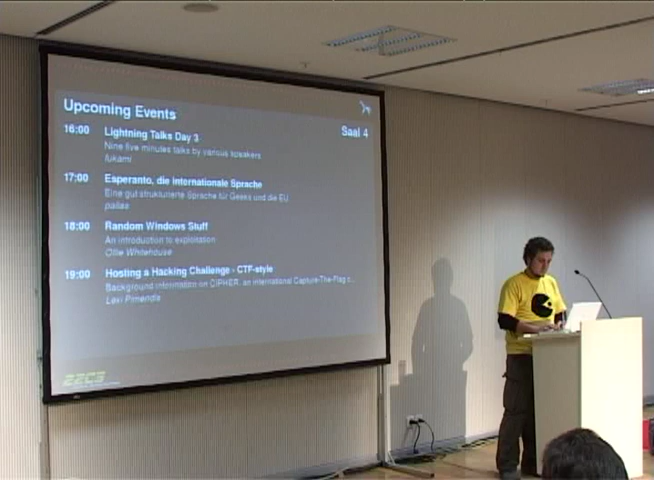 Upcoming Events
Saal 4
16:00 Lightning Talks Day 3
Nine five minutes talks by various speakers
fukami
17:00 Esperanto, die internationale Sprache
Eine gut strukturierte Sprache für Geeks und die EU
pallas
18:00 Random Windows Stuff
An introduction to exploitation
Ollie Whitehouse
19:00 Hosting a Hacking Challenge - CTF-style
Background information on CIPHER, an international Capture-The-Flag c...
Lexi Pimenidis
22C3